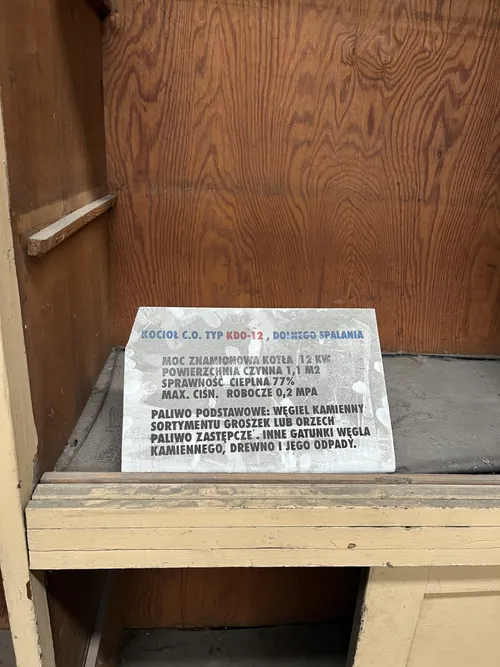 KOCIOŁ C.O. TYP KDO-12 , DOLNEGO SPALANIA
MOC ZNAMIONOWA KOTŁA 12 KW
POWIERZCHNIA CZYNNA 1,1 M2
SPRAWNOŚĆ CIEPLNA 77%
MAX. CIŚN. ROBOCZE 0,2 MPA
PALIWO PODSTAWOWE: WĘGIEL KAMIENNY
SORTYMENTU GROSZEK LUB ORZECH
PALIWO ZASTĘPCZE. INNE GATUNKI WĘGLA
KAMIENNEGO, DREWNO I JEGO ODPADY.